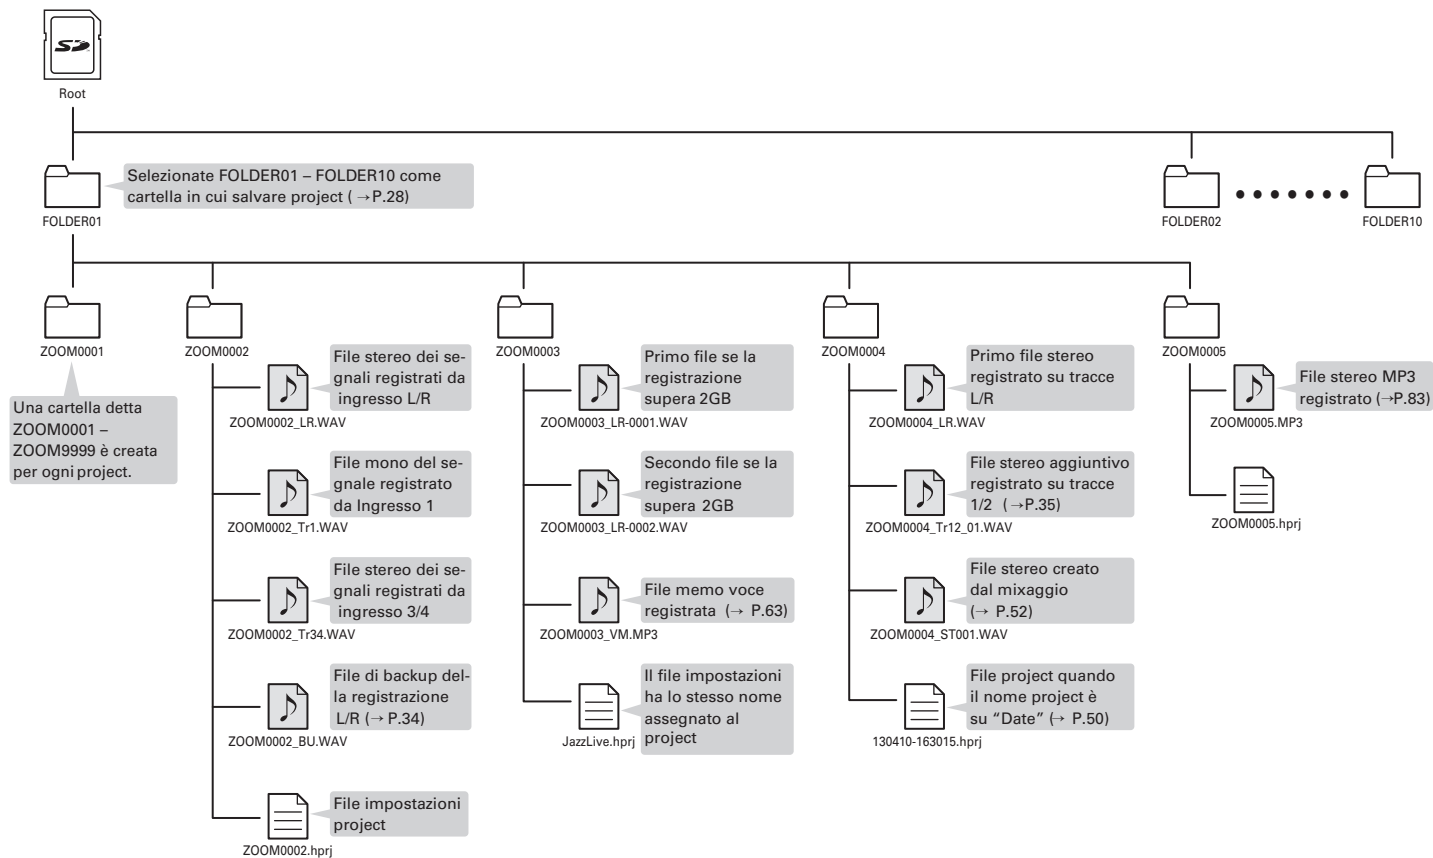 SD
Root
FOLDER01
Selezionate FOLDER01 – FOLDER10 come
cartella in cui salvare project ( →P.28)
FOLDER02
FOLDER10
ZOOM0001
Una cartella detta
ZOOM0001 –
ZOOM9999 è creata
per ogni project.
ZOOM0002
File stereo dei se-
gnali registrati da
ingresso L/R
ZOOM0002_LR.WAV
File mono del se-
gnale registrato
da Ingresso 1
ZOOM0002_Tr1.WAV
File stereo dei se-
gnali registrati da
ingresso 3/4
ZOOM0002_Tr34.WAV
File di backup del-
la registrazione
L/R (→ P.34)
ZOOM0002_BU.WAV
File impostazioni
project
ZOOM0002.hprj
ZOOM0003
Primo file se la
registrazione
supera 2GB
ZOOM0003_LR-0001.WAV
Secondo file se la
registrazione
supera 2GB
ZOOM0003_LR-0002.WAV
File memo voce
registrata (→ P.63)
ZOOM0003_VM.MP3
Il file impostazioni
ha lo stesso nome
assegnato al
project
JazzLive.hprj
ZOOM0004
Primo file stereo
registrato su tracce
L/R
ZOOM0004_LR.WAV
File stereo aggiuntivo
registrato su tracce
1/2 (→P.35)
ZOOM0004_Tr12_01.WAV
File stereo creato
dal mixaggio
(→ P.52)
ZOOM0004_ST001.WAV
File project quando
il nome project è
su “Date” (→ P.50)
130410-163015.hprj
ZOOM0005
File stereo MP3
registrato (→P.83)
ZOOM0005.MP3
ZOOM0005.hprj